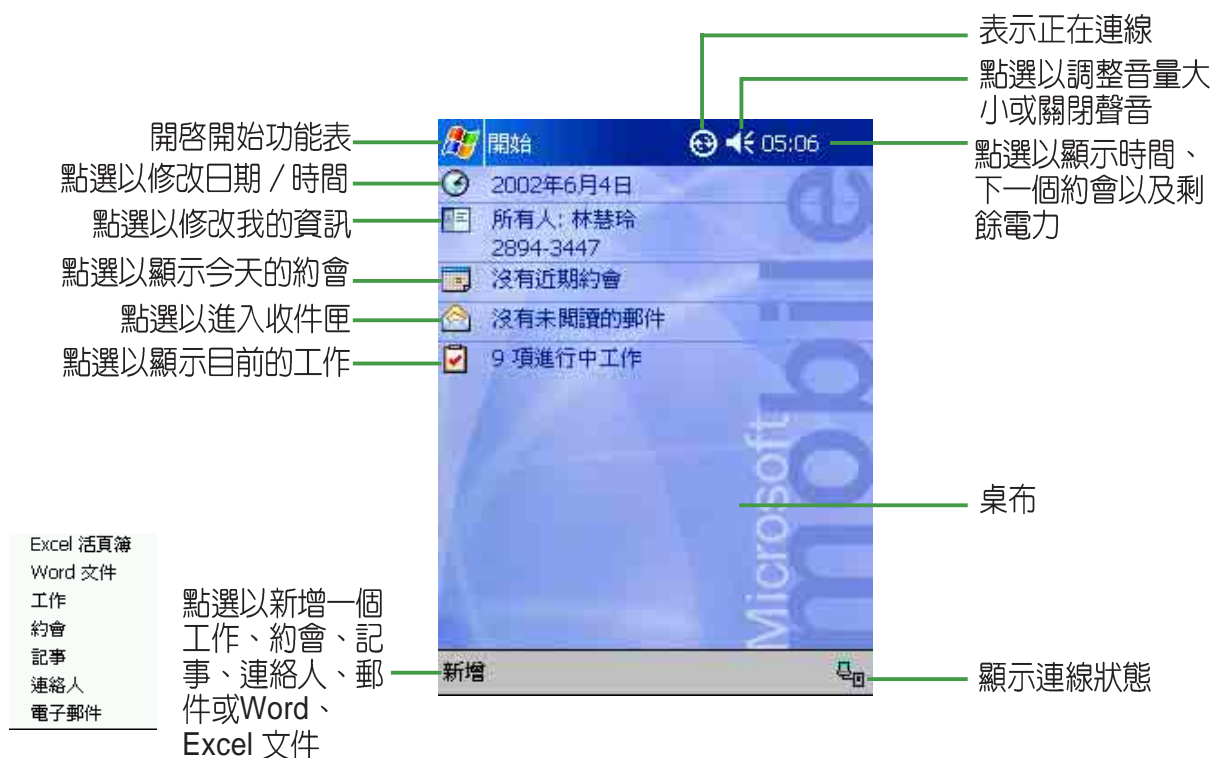 表示正在連線
點選以調整音量大
小或關閉聲音
點選以顯示時間、
下一個約會以及剩
餘電力
開啓開始功能表
點選以修改日期／時間
點選以修改我的資訊
點選以顯示今天的約會
點選以進入收件匣
點選以顯示目前的工作
開始
05:06
2002年6月4日
所有人: 林慧玲
2894-3447
沒有近期約會
沒有未閱讀的郵件
9 項進行中工作
Microsoft
mobile
桌布
Excel 活頁簿
Word 文件
工作
約會
記事
連絡人
電子郵件
點選以新增一個
工作、約會、記
事、連絡人、郵
件或Word、
Excel 文件
新增
顯示連線狀態